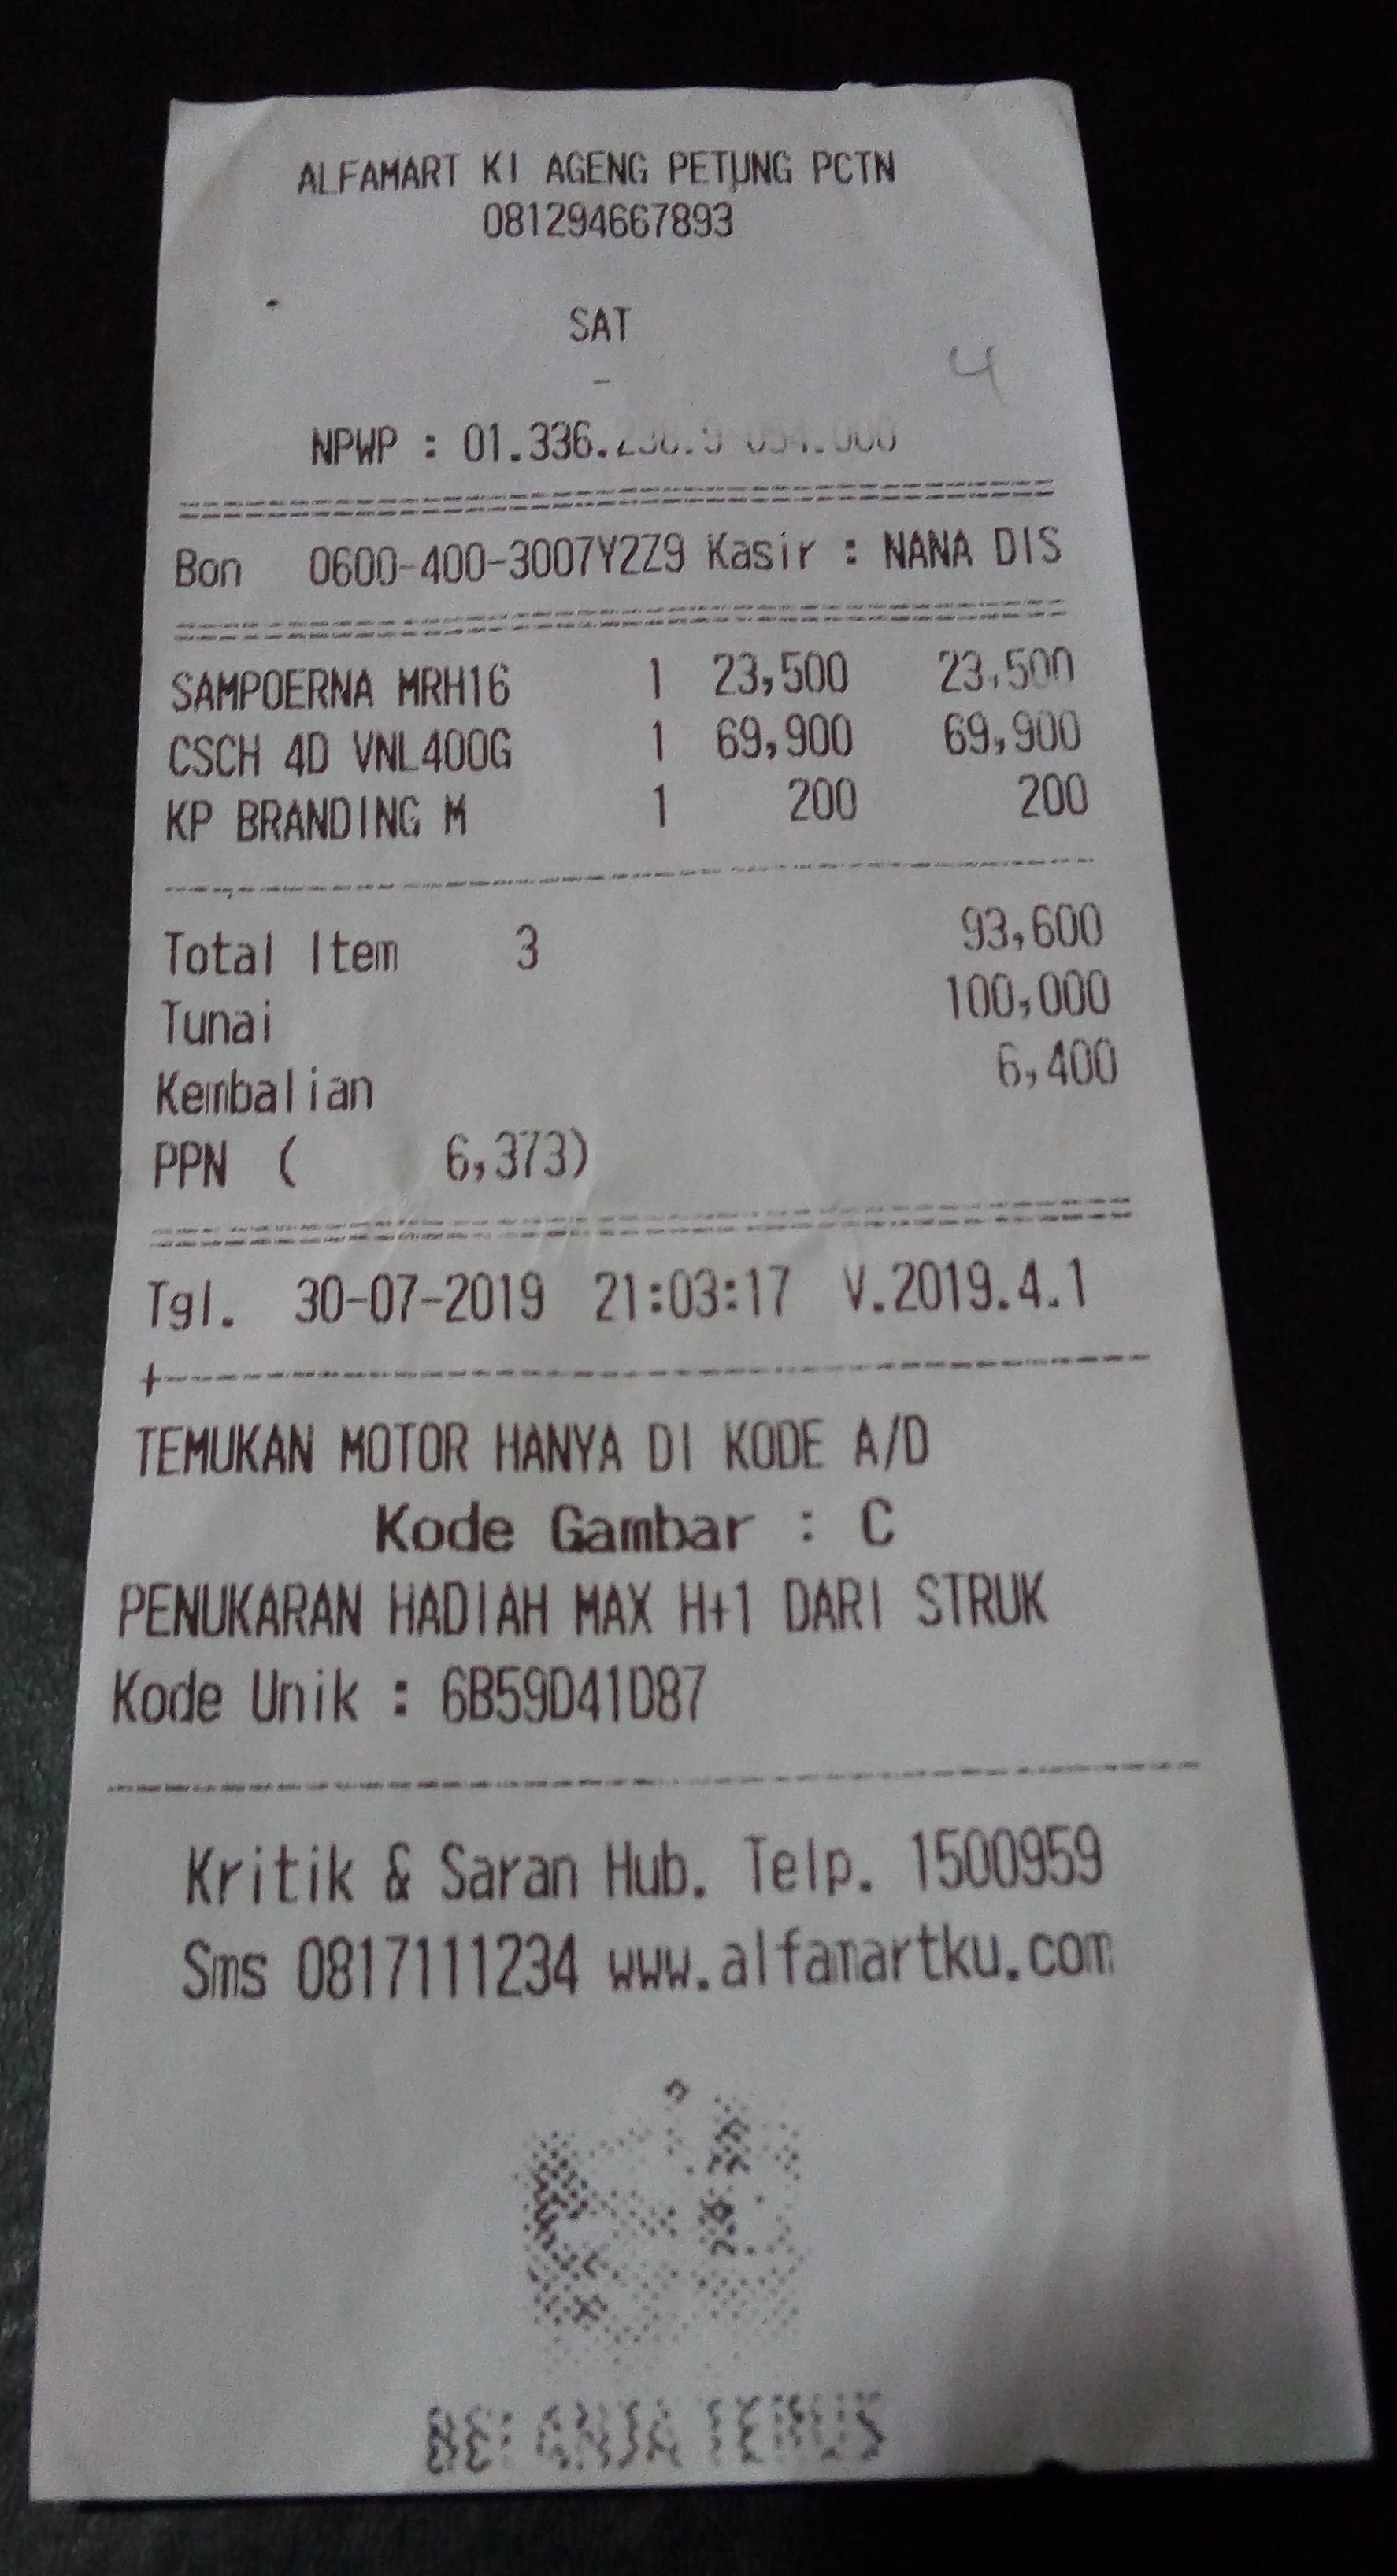 ALFAMART KI AGENG PETUNG PCTN
081294667893
SAT
-
4
NPWP : 01.336.
Bon 0600-400-3007Y2Z9 Kasir : NANA DIS
SAMPOERNA MRH16 1 23,500 23,500
CSCH 4D VNL400G 1 69,900 69,900
KP BRANDING M 1 200 200
Total Item 3 93,600
Tunai 100,000
Kembalian 6,400
PPN ( 6,373)
Tgl. 30-07-2019 21:03:17 V.2019.4.1
TEMUKAN MOTOR HANYA DI KODE A/D
Kode Gambar : C
PENUKARAN HADIAH MAX H+1 DARI STRUK
Kode Unik : 6B59D41D87
Kritik & Saran Hub. Telp. 1500959
Sms 0817111234 www.alfamartku.com
BELANJA TERUS